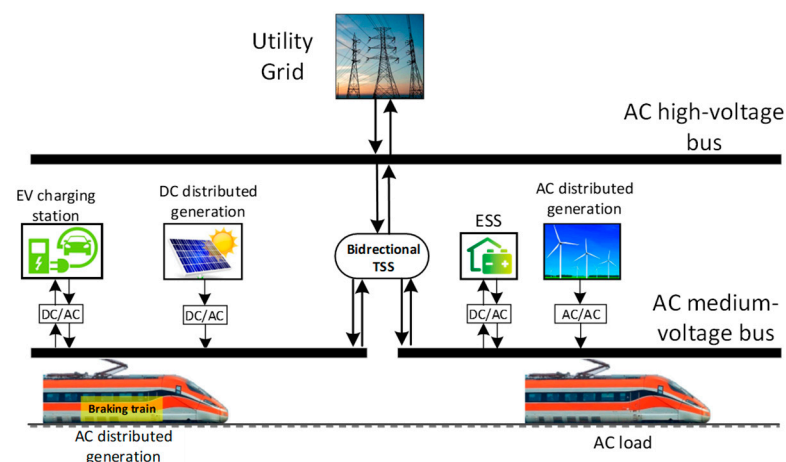 Utility
Grid
AC high-voltage
bus
EV charging
station
DC distributed
generation
Bidrectional
TSS
ESS
AC distributed
generation
DC/AC
DC/AC
DC/AC
AC/AC
AC medium-
voltage bus
Braking train
AC distributed
generation
AC load